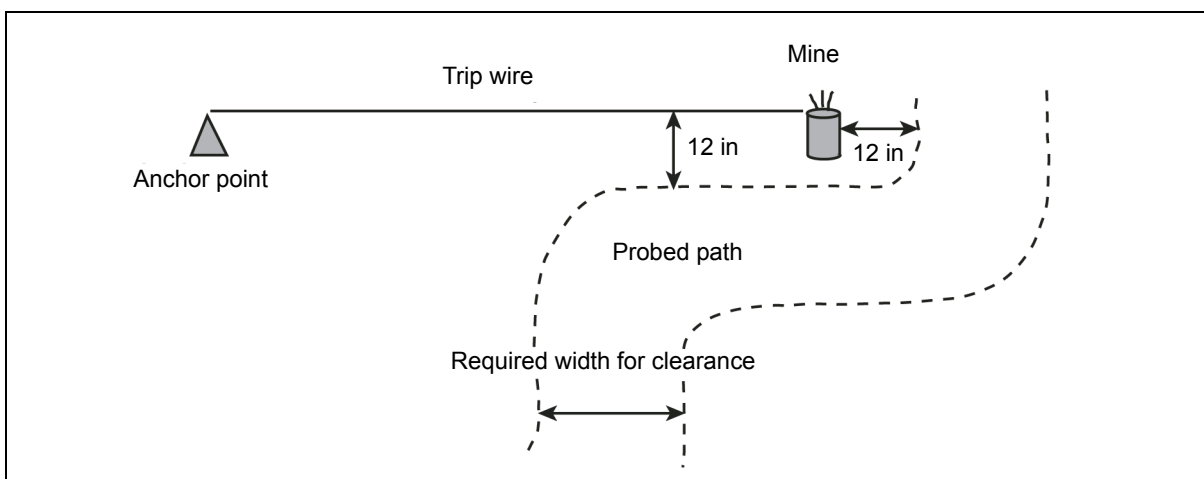 Mine
Trip wire
12 in
12 in
Anchor point
Probed path
Required width for clearance